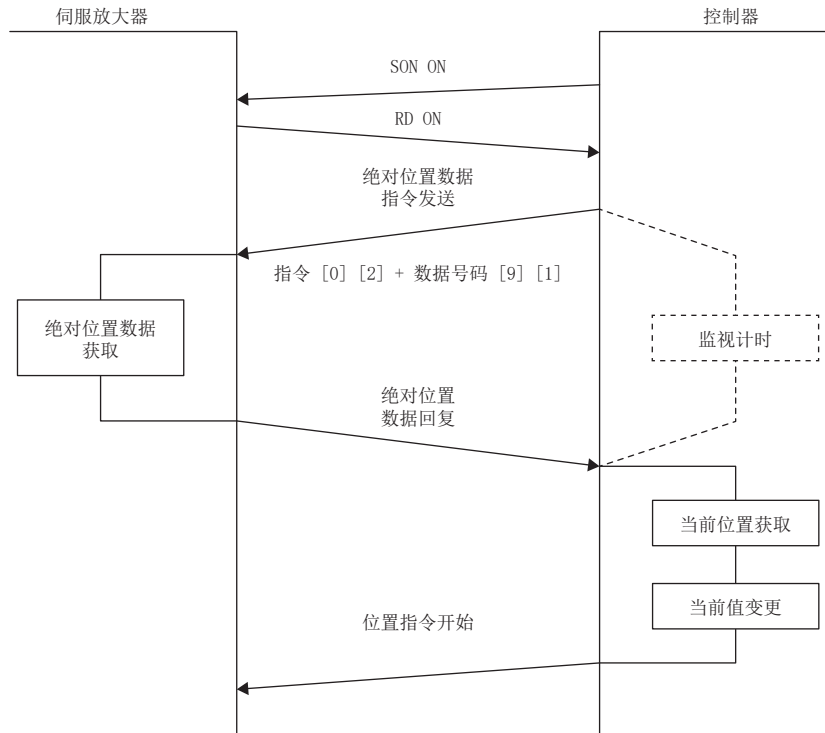 伺服放大器
控制器
SON ON
RD ON
绝对位置数据
指令发送
指令 [0] [2] + 数据号码 [9] [1]
绝对位置数据
获取
监视计时
绝对位置
数据回复
当前位置获取
当前值变更
位置指令开始